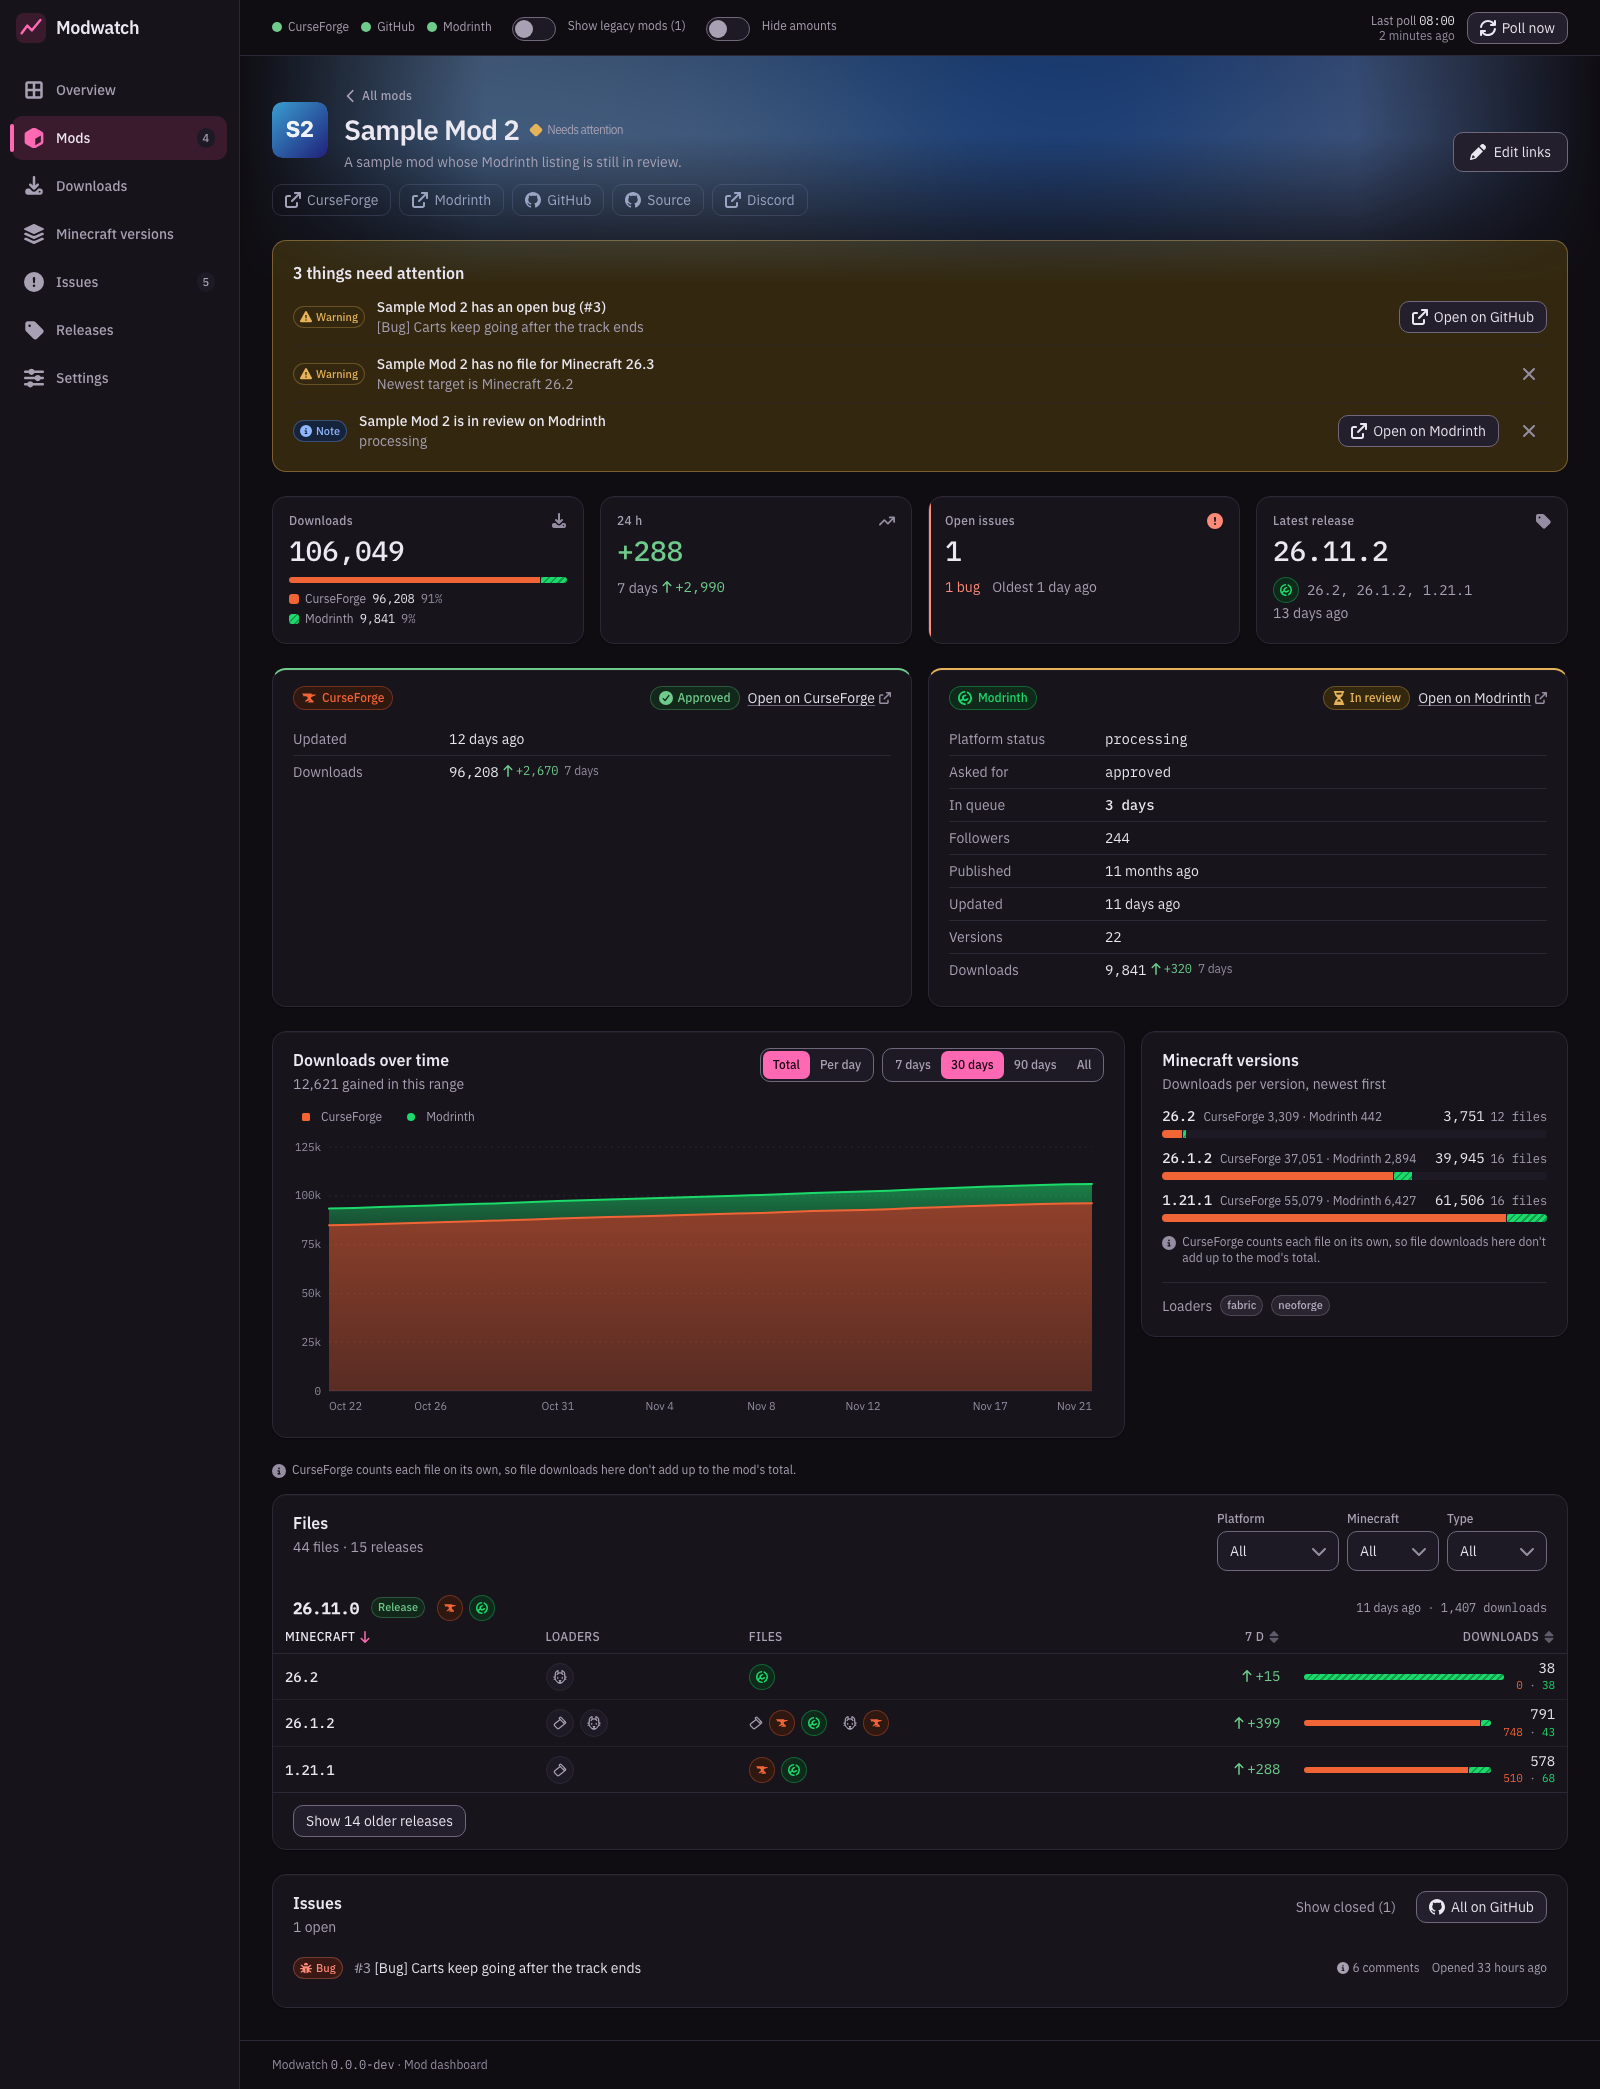 Modwatch
Overview
Mods 4
Downloads
Minecraft versions
Issues 5
Releases
Settings
CurseForge GitHub Modrinth Show legacy mods (1) Hide amounts
Last poll 08:00
2 minutes ago
Poll now
All mods
S2
Sample Mod 2 Needs attention
A sample mod whose Modrinth listing is still in review.
Edit links
CurseForge Modrinth GitHub Source Discord
3 things need attention
Warning
Sample Mod 2 has an open bug (#3)
[Bug] Carts keep going after the track ends
Open on GitHub
Warning
Sample Mod 2 has no file for Minecraft 26.3
Newest target is Minecraft 26.2
Note
Sample Mod 2 is in review on Modrinth
processing
Open on Modrinth
Downloads
106,049
CurseForge 96,208 91%
Modrinth 9,841 9%
24 h
+288
7 days +2,990
Open issues
1
1 bug Oldest 1 day ago
Latest release
26.11.2
26.2, 26.1.2, 1.21.1
13 days ago
CurseForge Approved Open on CurseForge
Updated 12 days ago
Downloads 96,208 +2,670 7 days
Modrinth In review Open on Modrinth
Platform status processing
Asked for approved
In queue 3 days
Followers 244
Published 11 months ago
Updated 11 days ago
Versions 22
Downloads 9,841 +320 7 days
Downloads over time
12,621 gained in this range
Total Per day
7 days 30 days 90 days All
CurseForge Modrinth
125k
100k
75k
50k
25k
0
Oct 22 Oct 26 Oct 31 Nov 4 Nov 8 Nov 12 Nov 17 Nov 21
Minecraft versions
Downloads per version, newest first
26.2 CurseForge 3,309 · Modrinth 442 3,751 12 files
26.1.2 CurseForge 37,051 · Modrinth 2,894 39,945 16 files
1.21.1 CurseForge 55,079 · Modrinth 6,427 61,506 16 files
CurseForge counts each file on its own, so file downloads here don't
add up to the mod's total.
Loaders fabric neoforge
CurseForge counts each file on its own, so file downloads here don't add up to the mod's total.
Files
44 files · 15 releases
Platform Minecraft Type
All All All
26.11.0 Release
11 days ago · 1,407 downloads
MINECRAFT LOADERS FILES 7 D DOWNLOADS
26.2 +15 38
0 · 38
26.1.2 +399 791
748 · 43
1.21.1 +288 578
510 · 68
Show 14 older releases
Issues
1 open
Show closed (1) All on GitHub
Bug #3 [Bug] Carts keep going after the track ends 6 comments Opened 33 hours ago
Modwatch 0.0.0-dev · Mod dashboard